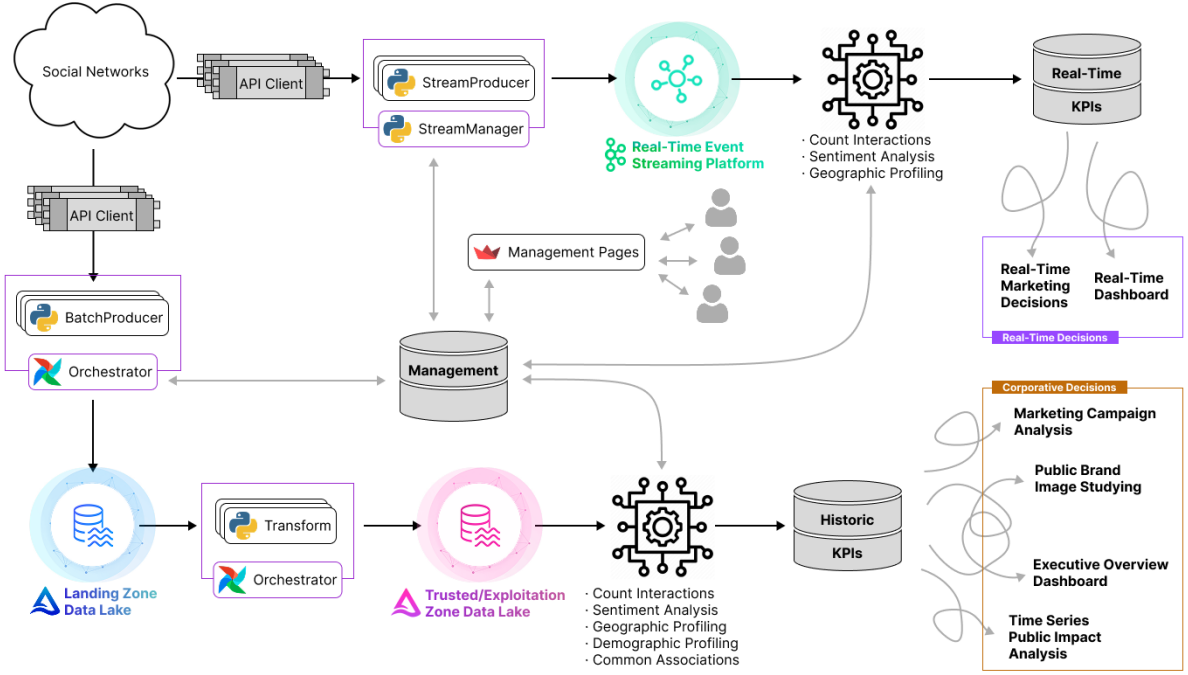 Social Networks
API Client
StreamProducer
StreamManager
Real-Time Event
Streaming Platform
· Count Interactions
· Sentiment Analysis
· Geographic Profiling
Real-Time
KPIs
API Client
Management Pages
Real-Time
Marketing
Decisions
Real-Time
Dashboard
Real-Time Decisions
BatchProducer
Orchestrator
Management
Corporative Decisions
Marketing Campaign
Analysis
Public Brand
Image Studying
Executive Overview
Dashboard
Time Series
Public Impact
Analysis
Landing Zone
Data Lake
Transform
Orchestrator
Trusted/Exploitation
Zone Data Lake
· Count Interactions
· Sentiment Analysis
· Geographic Profiling
· Demographic Profiling
· Common Associations
Historic
KPIs